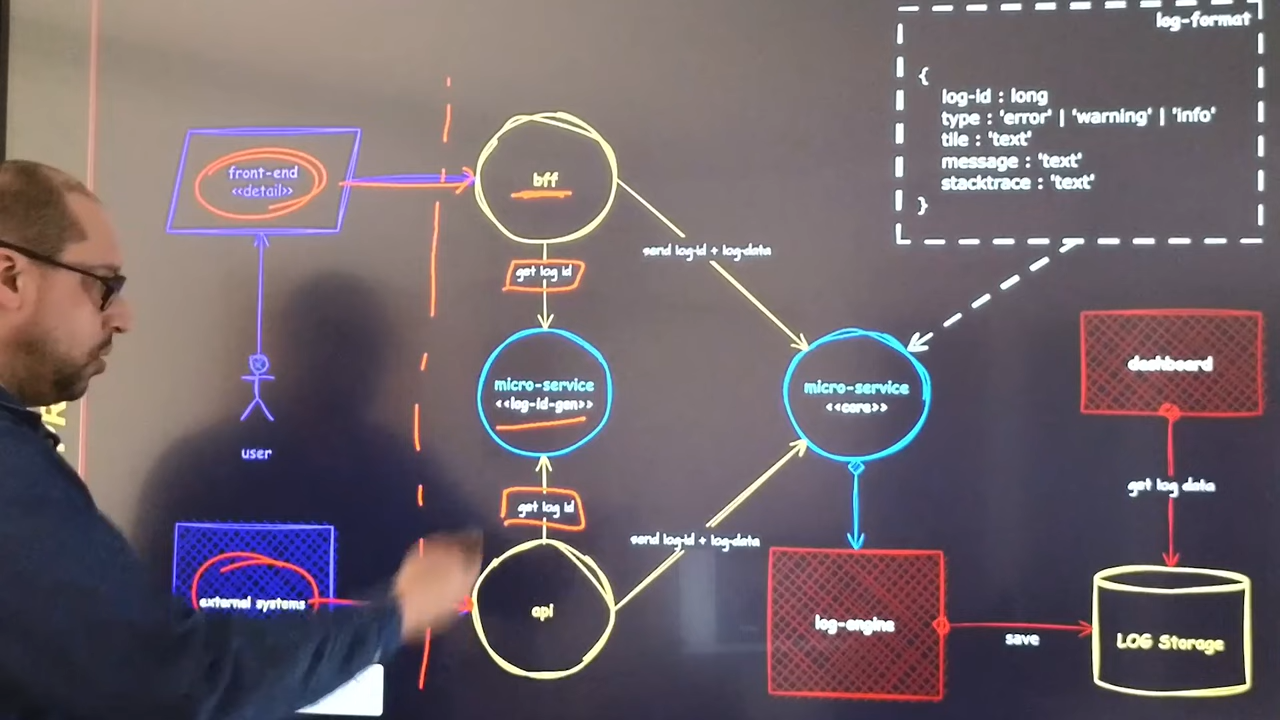 log-format
{
log-id : long
type : 'error' | 'warning' | 'info'
tile : 'text'
message : 'text'
stacktrace : 'text'
}
front-end
<<detail>>
bff
send log-id + log-data
get log id
dashboard
micro-service
<<log-id-gen>>
micro-service
<<core>>
user
get log data
get log id
send log-id + log-data
external systems
api
log-engine
save
LOG Storage